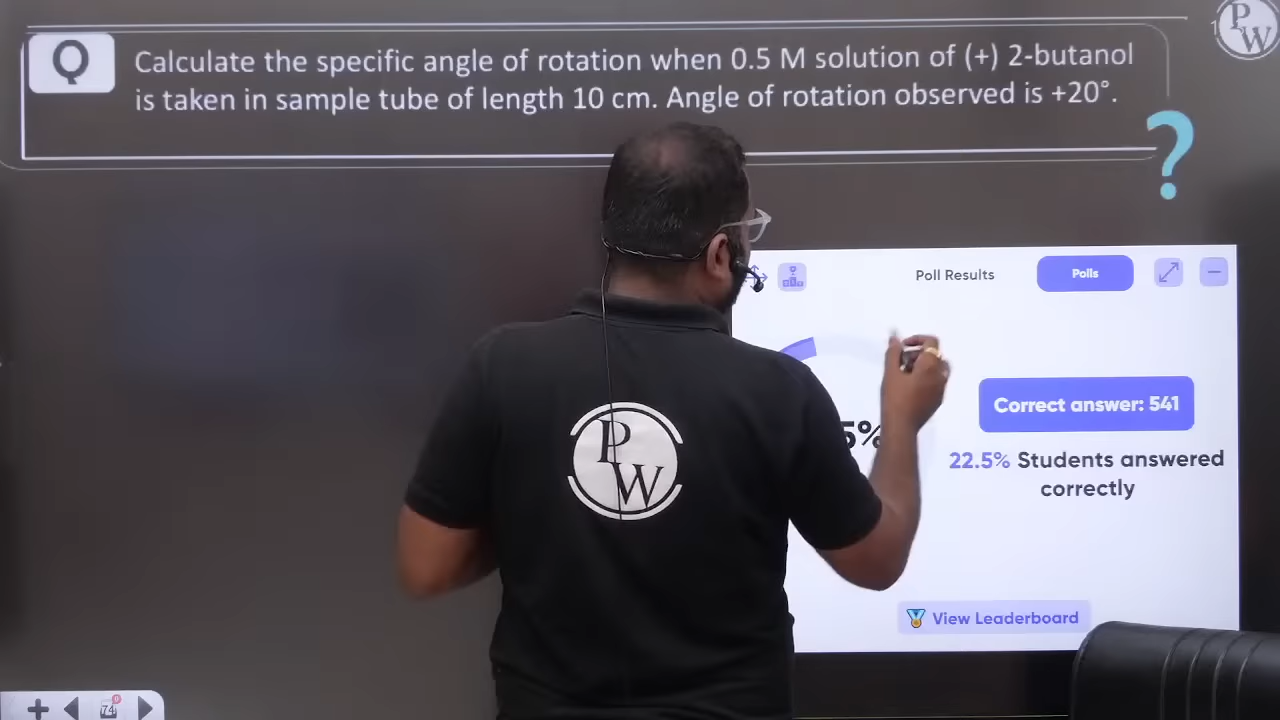 Q
Calculate the specific angle of rotation when 0.5 M solution of (+) 2-butanol
is taken in sample tube of length 10 cm. Angle of rotation observed is +20°.
?
P
W
Poll Results
Polls
5%
Correct answer: 541
22.5% Students answered
correctly
View Leaderboard
P
W
74